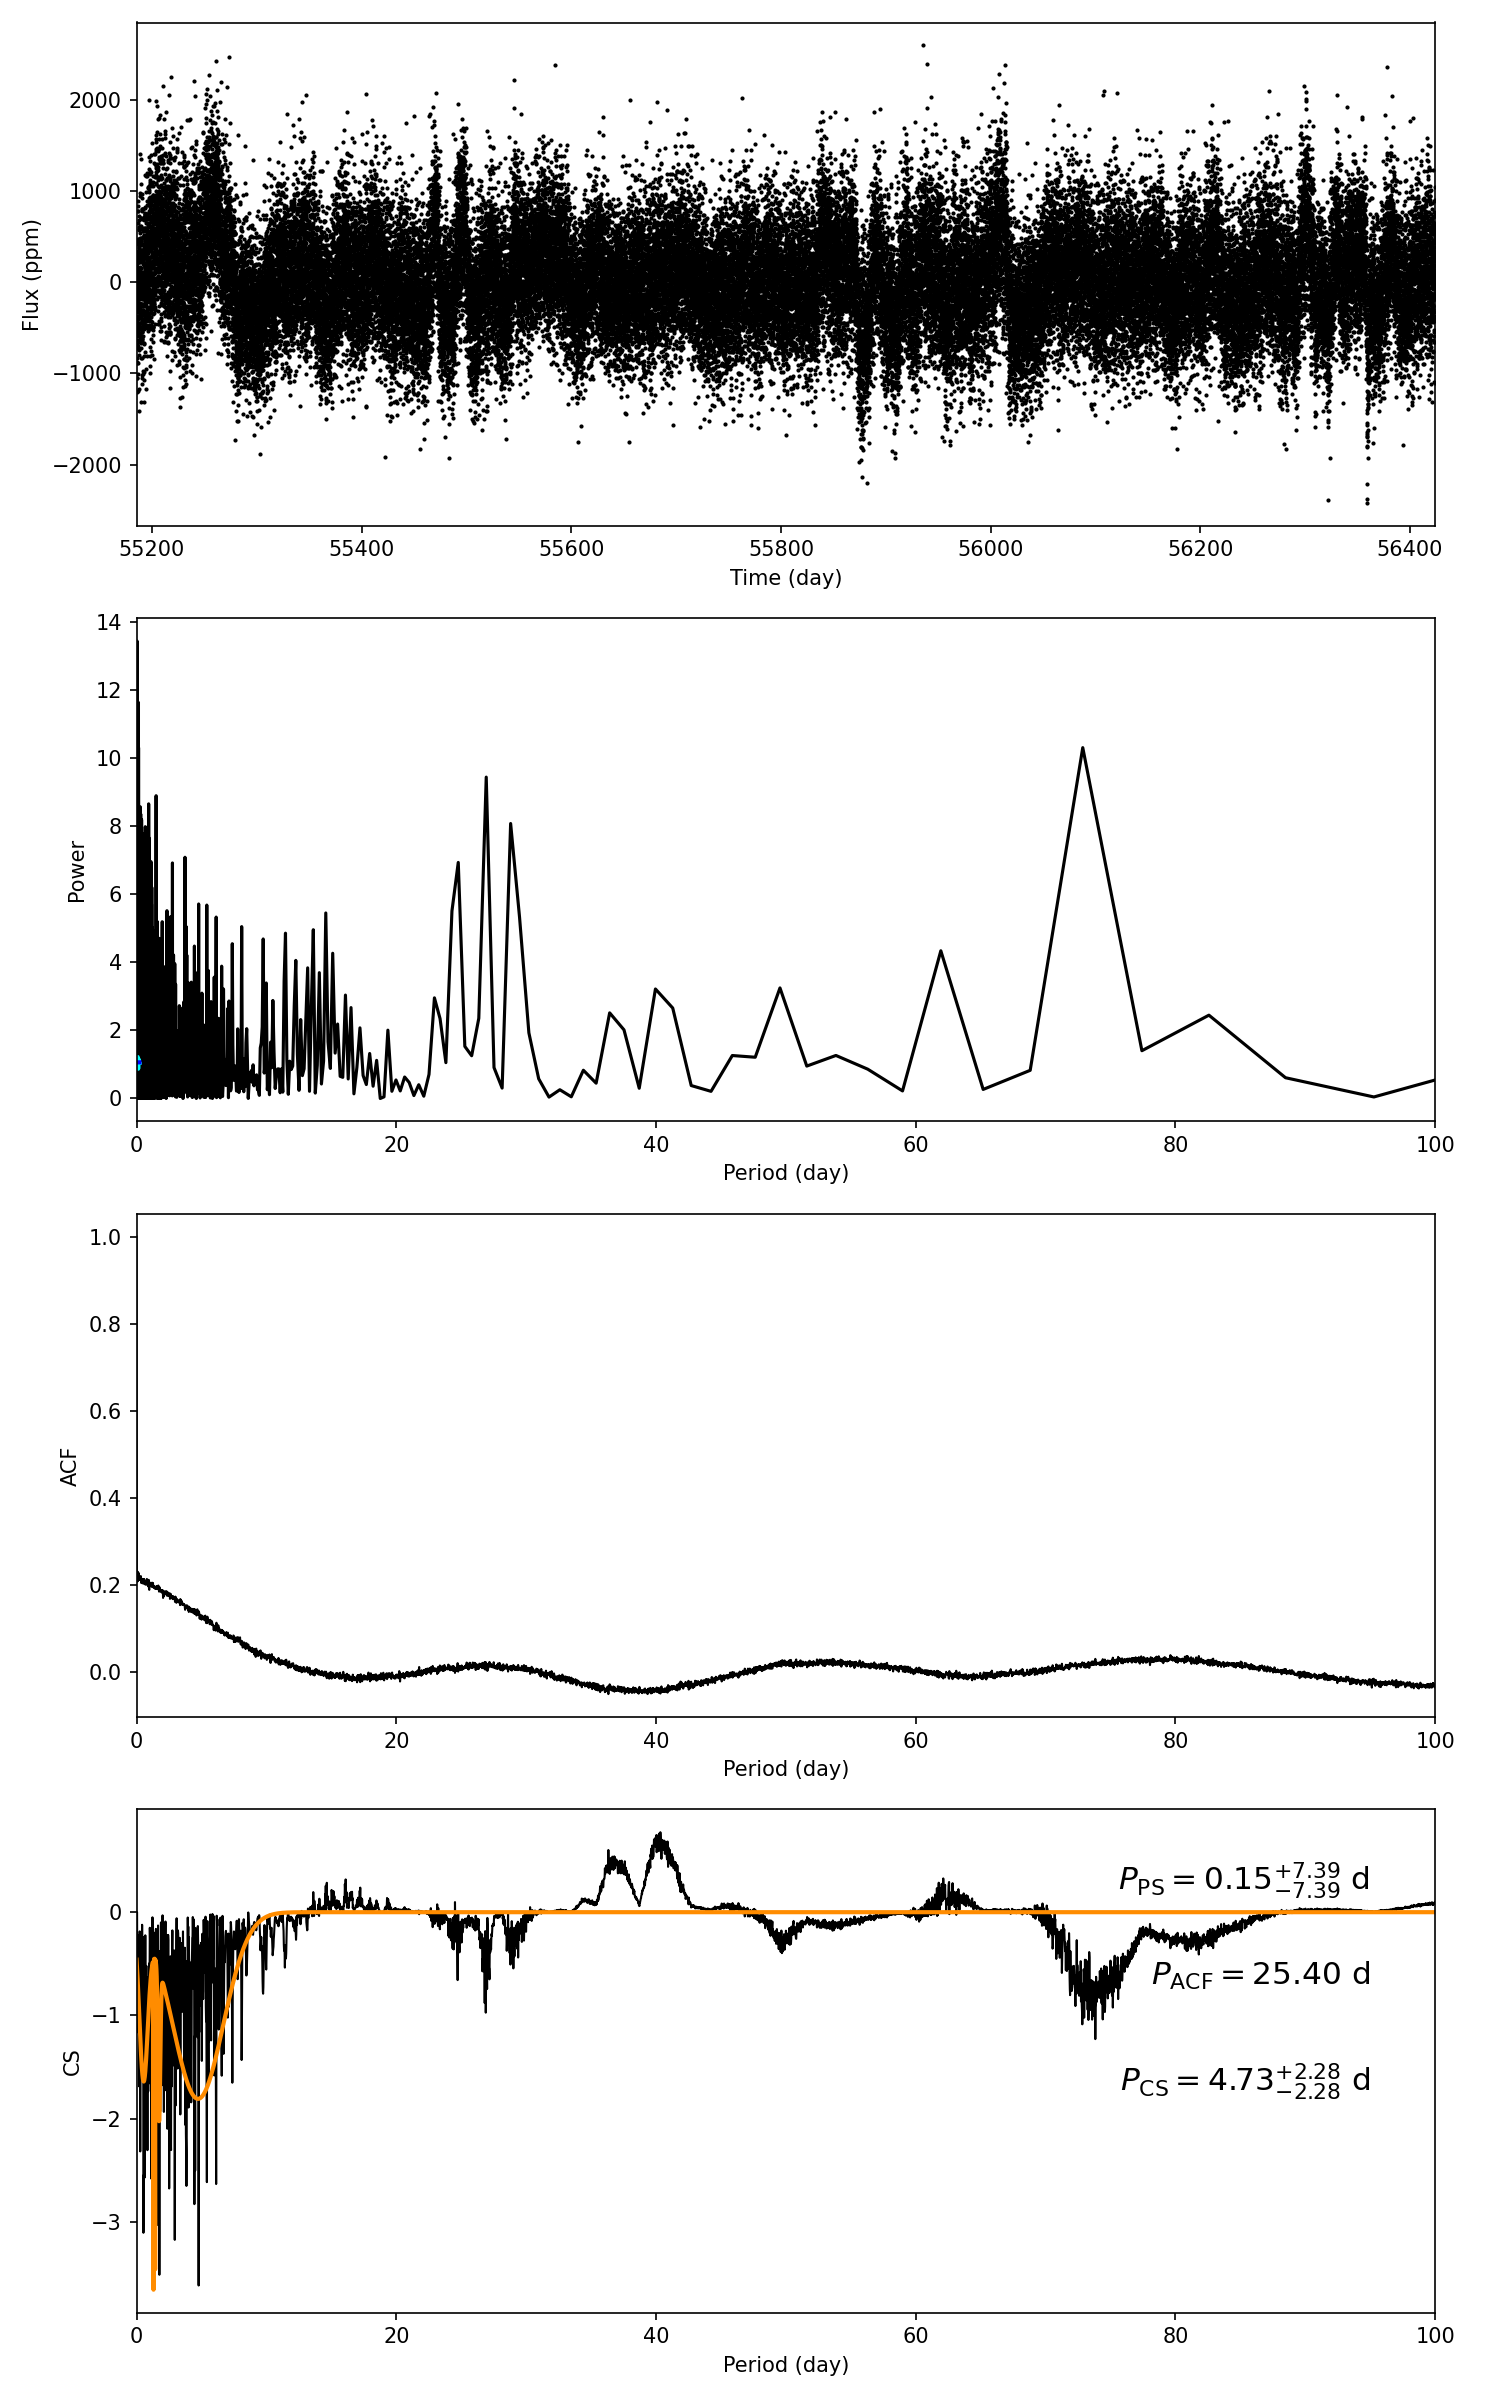 2000
1000
0
−1000
−2000
Flux (ppm)
55200 55400 55600 55800 56000 56200 56400
Time (day)
14
12
10
8
6
4
2
0
Power
0 20 40 60 80 100
Period (day)
1.0
0.8
0.6
0.4
0.2
0.0
ACF
0 20 40 60 80 100
Period (day)
0
−1
−2
−3
CS
P_PS = 0.15^{+7.39}_{−7.39} d
P_ACF = 25.40 d
P_CS = 4.73^{+2.28}_{−2.28} d
0 20 40 60 80 100
Period (day)